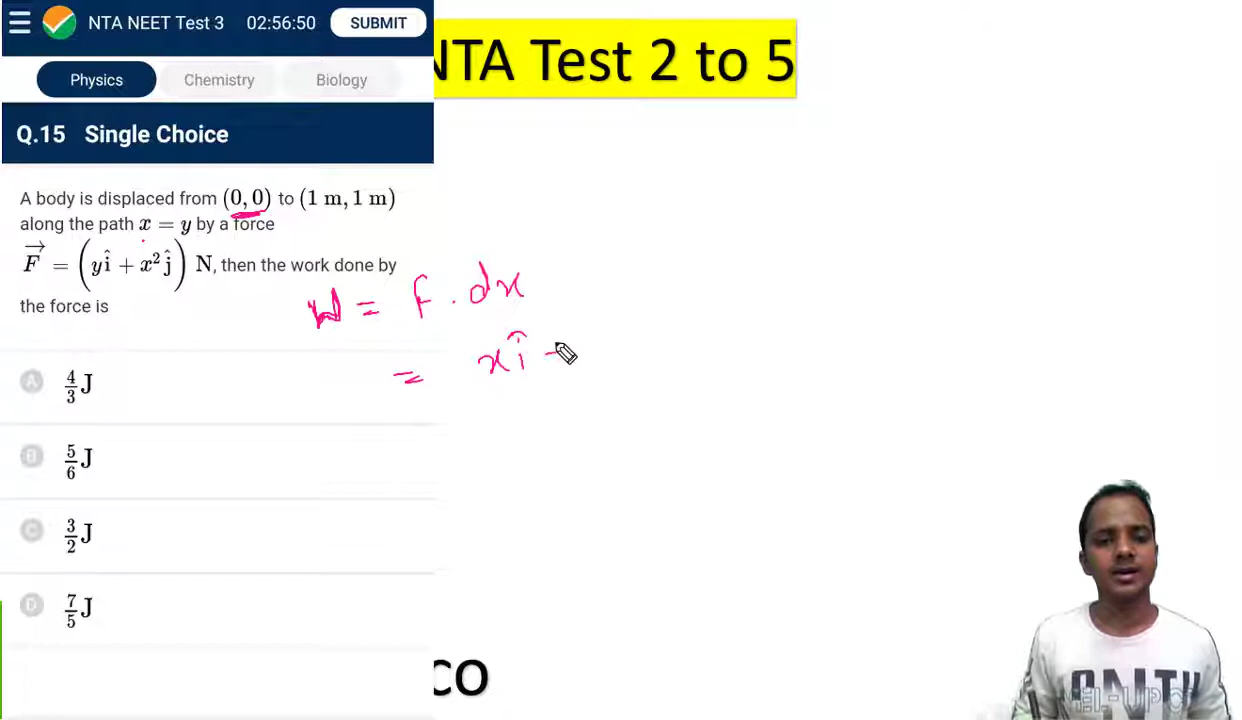 NTA NEET Test 3 02:56:50 SUBMIT
NTA Test 2 to 5
Physics Chemistry Biology
Q.15 Single Choice
A body is displaced from (0, 0) to (1 m, 1 m)
along the path x = y by a force
F⃗ = (yî + x²ĵ) N, then the work done by
the force is
W = F . dx
= xî -
A 4/3 J
B 5/6 J
C 3/2 J
D 7/5 J
co